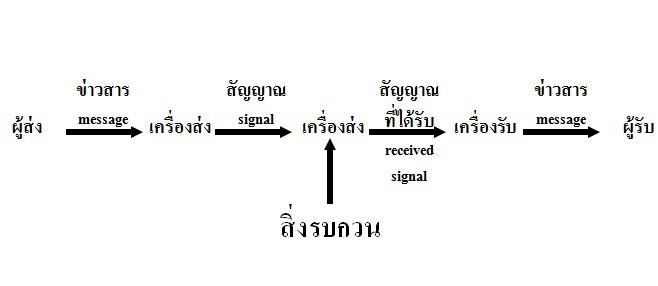 ข่าวสาร
สัญญาณ
สัญญาณ
ข่าวสาร
ผู้ส่ง
message
เครื่องส่ง
signal
เครื่องส่ง
ที่ได้รับ
เครื่องรับ
message
ผู้รับ
received
signal
สิ่งรบกวน